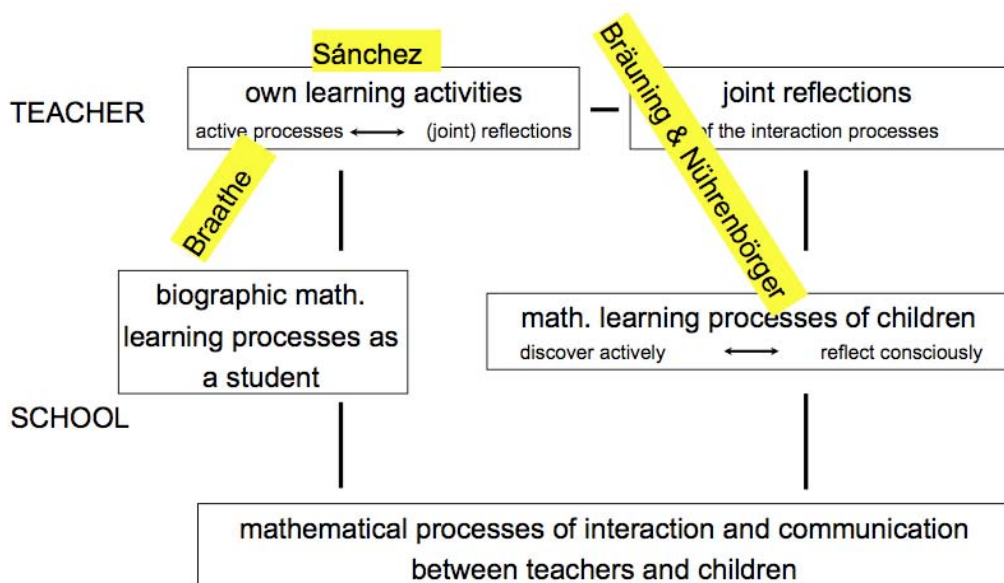 Sánchez
Bräuning & Nührenbörger
TEACHER
own learning activities
active processes ⟷ (joint) reflections
joint reflections
of the interaction processes
Braathe
biographic math.
learning processes as
a student
math. learning processes of children
discover actively ⟷ reflect consciously
SCHOOL
mathematical processes of interaction and communication
between teachers and children